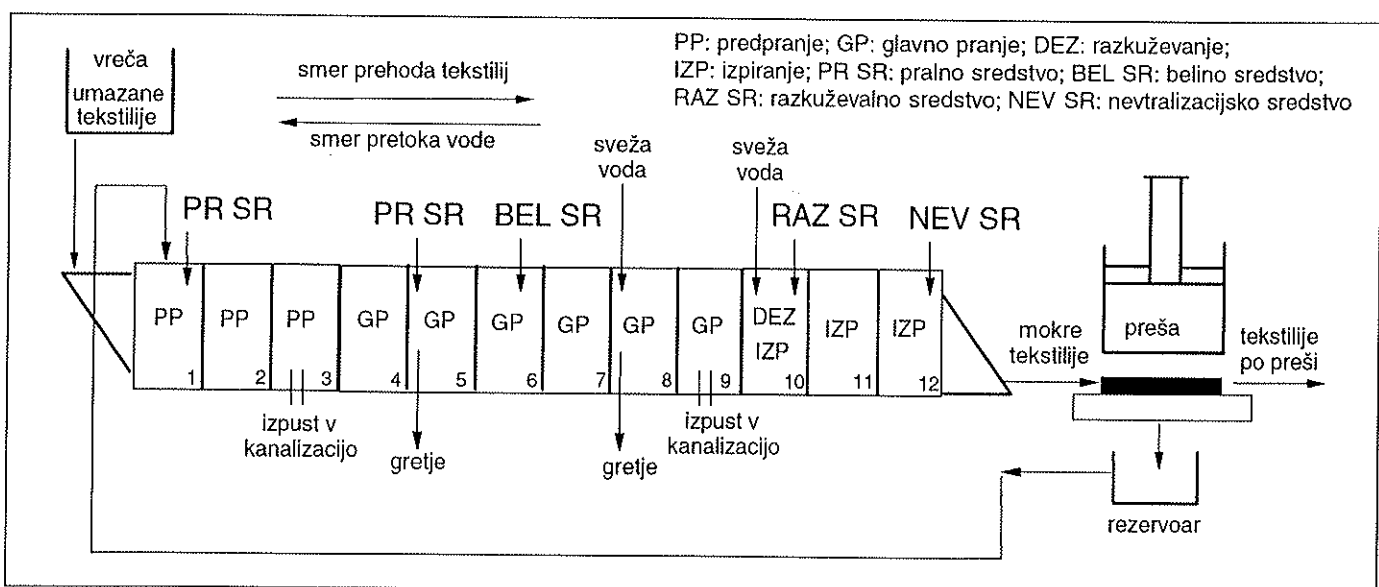 PP: predpranje; GP: glavno pranje; DEZ: razkuževanje;
IZP: izpiranje; PR SR: pralno sredstvo; BEL SR: belino sredstvo;
RAZ SR: razkuževalno sredstvo; NEV SR: nevtralizacijsko sredstvo
vreča
umazane
tekstilije
smer prehoda tekstilij
smer pretoka vode
sveža
voda
sveža
voda
PR SR
PR SR
BEL SR
RAZ SR
NEV SR
PP
1
PP
2
PP
3
GP
4
GP
5
GP
6
GP
7
GP
8
GP
9
DEZ
IZP
10
IZP
11
IZP
12
izpust v
kanalizacijo
gretje
gretje
izpust v
kanalizacijo
mokre
tekstilije
preša
tekstilije
po preši
rezervoar